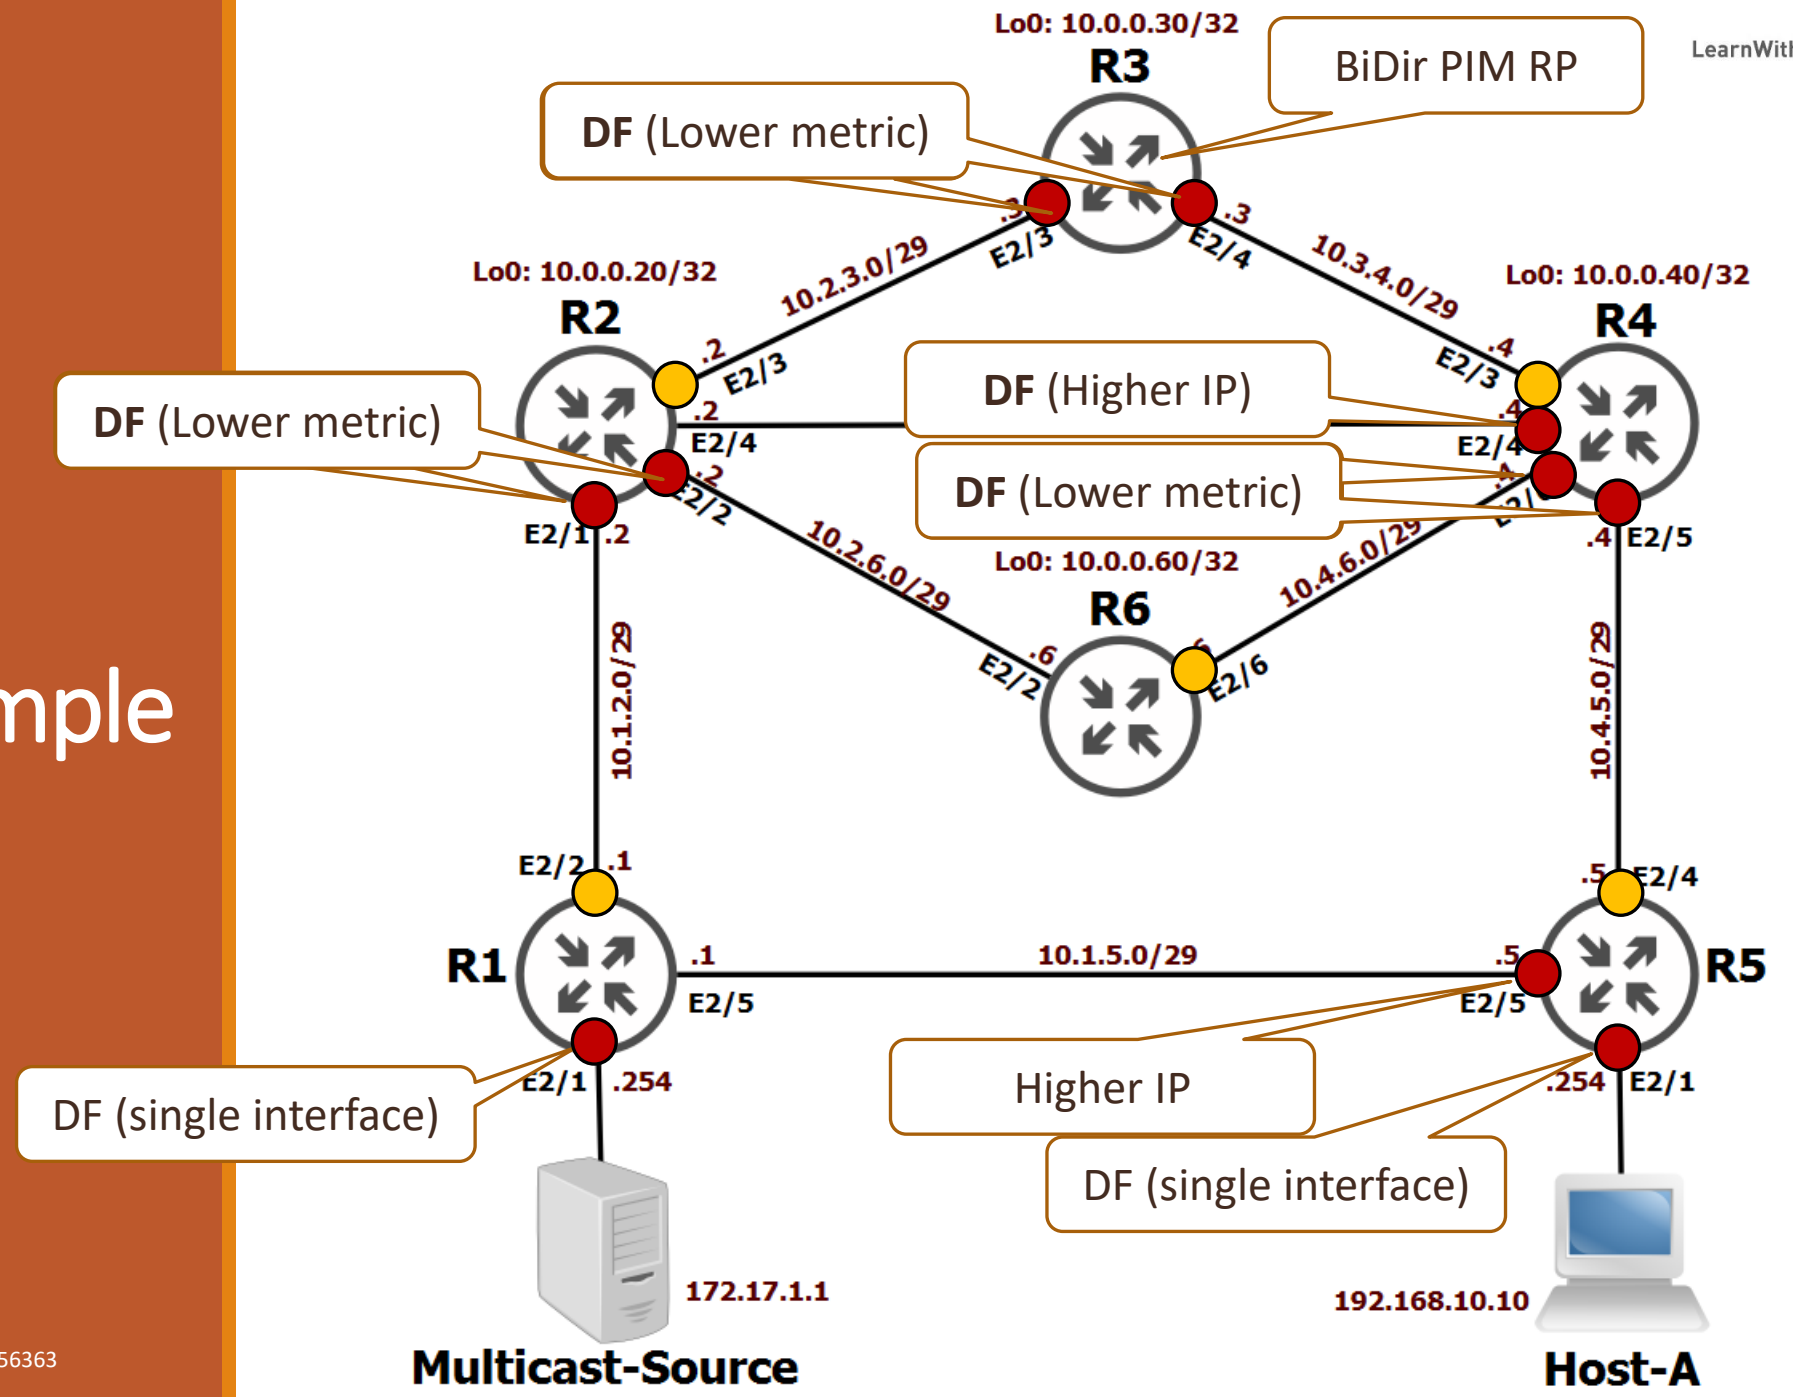 Lo0: 10.0.0.30/32
R3
BiDir PIM RP
LearnWith
DF (Lower metric)
.3
E2/3
.3
E2/4
10.2.3.0/29
10.3.4.0/29
Lo0: 10.0.0.20/32
R2
Lo0: 10.0.0.40/32
R4
.2
E2/3
.4
E2/3
DF (Higher IP)
.2
E2/4
.4
E2/4
DF (Lower metric)
DF (Lower metric)
.2
E2/2
.4
E2/1
.2
.4
E2/5
10.2.6.0/29
10.4.6.0/29
Lo0: 10.0.0.60/32
R6
.6
E2/2
E2/6
10.1.2.0/29
10.4.5.0/29
mple
E2/2
.1
.5
E2/4
R1
.1
E2/5
10.1.5.0/29
.5
E2/5
R5
E2/1
.254
.254
E2/1
DF (single interface)
Higher IP
DF (single interface)
172.17.1.1
192.168.10.10
56363
Multicast-Source
Host-A